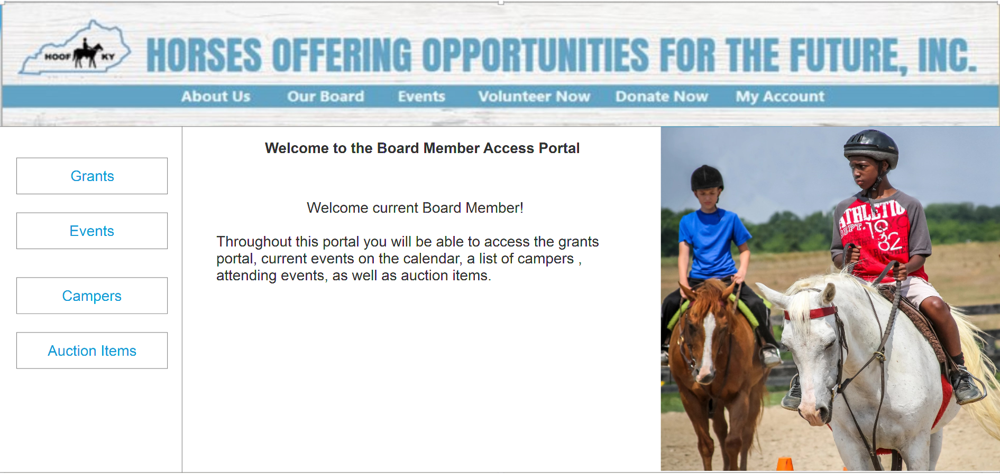 HOOF KY
HORSES OFFERING OPPORTUNITIES FOR THE FUTURE, INC.
About Us Our Board Events Volunteer Now Donate Now My Account
Grants
Events
Campers
Auction Items
Welcome to the Board Member Access Portal
Welcome current Board Member!
Throughout this portal you will be able to access the grants
portal, current events on the calendar, a list of campers ,
attending events, as well as auction items.
ATHLETIC
DEPT. 19
82